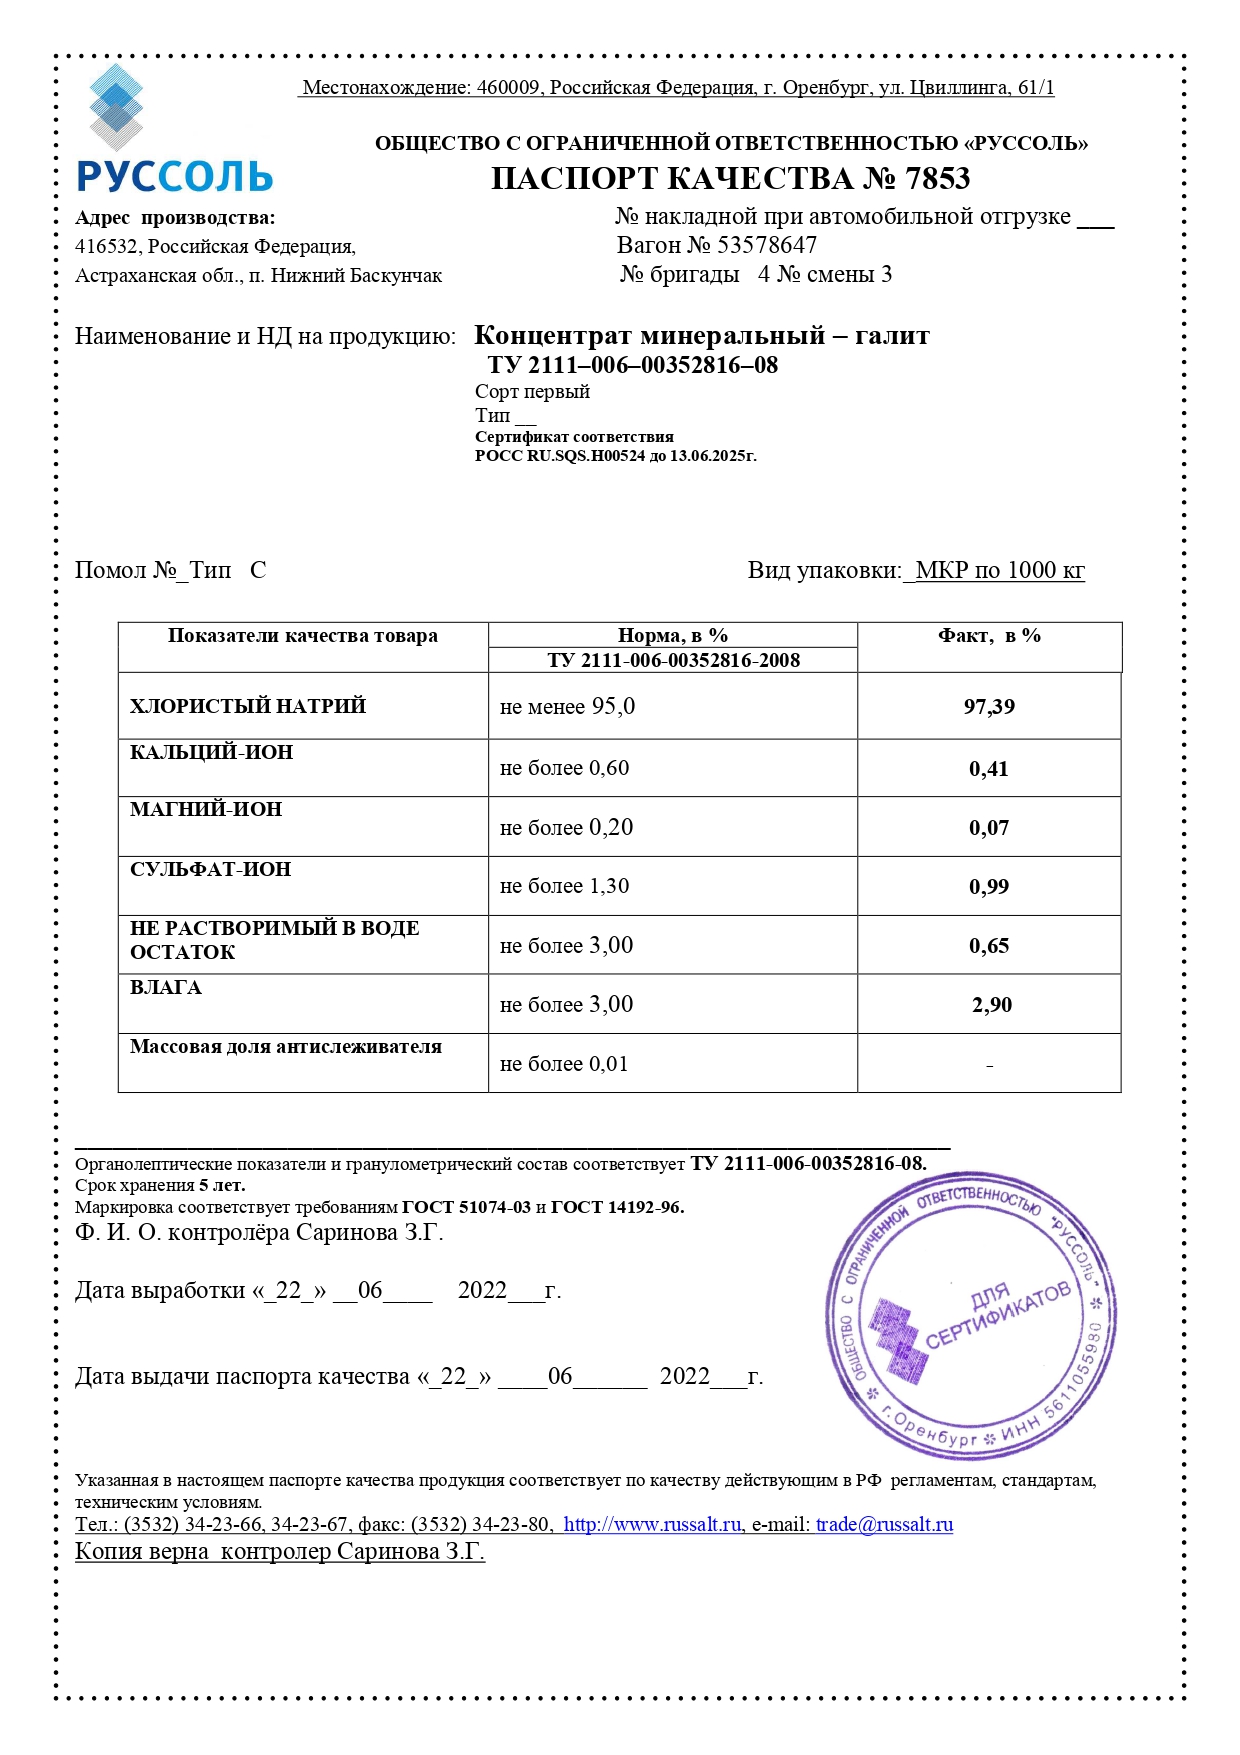 Местонахождение: 460009, Российская Федерация, г. Оренбург, ул. Цвиллинга, 61/1
ОБЩЕСТВО С ОГРАНИЧЕННОЙ ОТВЕТСТВЕННОСТЬЮ «РУССОЛЬ»
РУССОЛЬ
ПАСПОРТ КАЧЕСТВА № 7853
Адрес производства:
№ накладной при автомобильной отгрузке ___
416532, Российская Федерация,
Вагон № 53578647
Астраханская обл., п. Нижний Баскунчак
№ бригады 4 № смены 3
Наименование и НД на продукцию: Концентрат минеральный – галит
ТУ 2111–006–00352816–08
Сорт первый
Тип __
Сертификат соответствия
РОСС RU.SQS.H00524 до 13.06.2025г.
Помол №_Тип С
Вид упаковки:_МКР по 1000 кг
Показатели качества товара
Норма, в %
Факт, в %
ТУ 2111-006-00352816-2008
ХЛОРИСТЫЙ НАТРИЙ
не менее 95,0
97,39
КАЛЬЦИЙ-ИОН
не более 0,60
0,41
МАГНИЙ-ИОН
не более 0,20
0,07
СУЛЬФАТ-ИОН
не более 1,30
0,99
НЕ РАСТВОРИМЫЙ В ВОДЕ
ОСТАТОК
не более 3,00
0,65
ВЛАГА
не более 3,00
2,90
Массовая доля антислеживателя
не более 0,01
-
Органолептические показатели и гранулометрический состав соответствует ТУ 2111-006-00352816-08.
Срок хранения 5 лет.
Маркировка соответствует требованиям ГОСТ 51074-03 и ГОСТ 14192-96.
Ф. И. О. контролёра Саринова З.Г.
Дата выработки «_22_» __06____ 2022___г.
Дата выдачи паспорта качества «_22_» ____06______ 2022___г.
ОБЩЕСТВО С ОГРАНИЧЕННОЙ ОТВЕТСТВЕННОСТЬЮ "РУССОЛЬ"
ДЛЯ
СЕРТИФИКАТОВ
г.Оренбург * ИНН 5611055980
Указанная в настоящем паспорте качества продукция соответствует по качеству действующим в РФ регламентам, стандартам,
техническим условиям.
Тел.: (3532) 34-23-66, 34-23-67, факс: (3532) 34-23-80, http://www.russalt.ru, e-mail: trade@russalt.ru
Копия верна контролер Саринова З.Г.